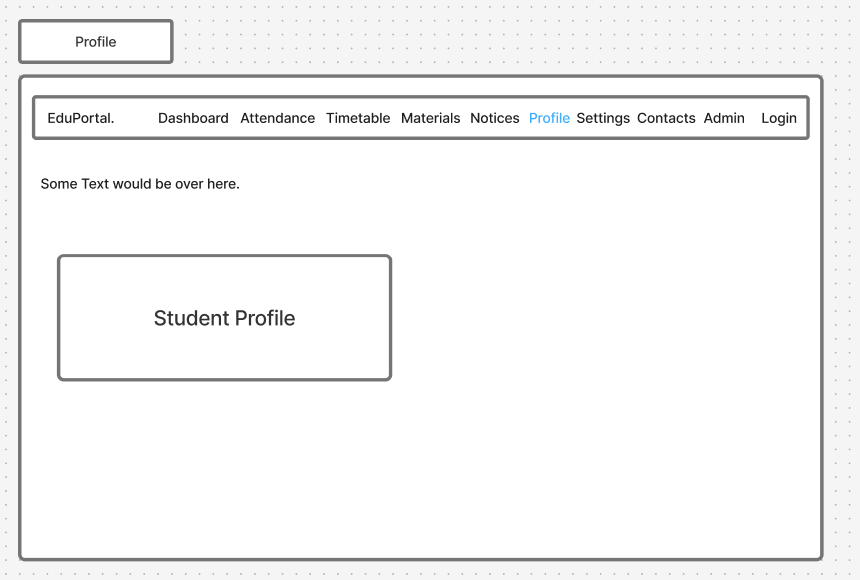 Profile
EduPortal. Dashboard Attendance Timetable Materials Notices Profile Settings Contacts Admin Login
Some Text would be over here.
Student Profile